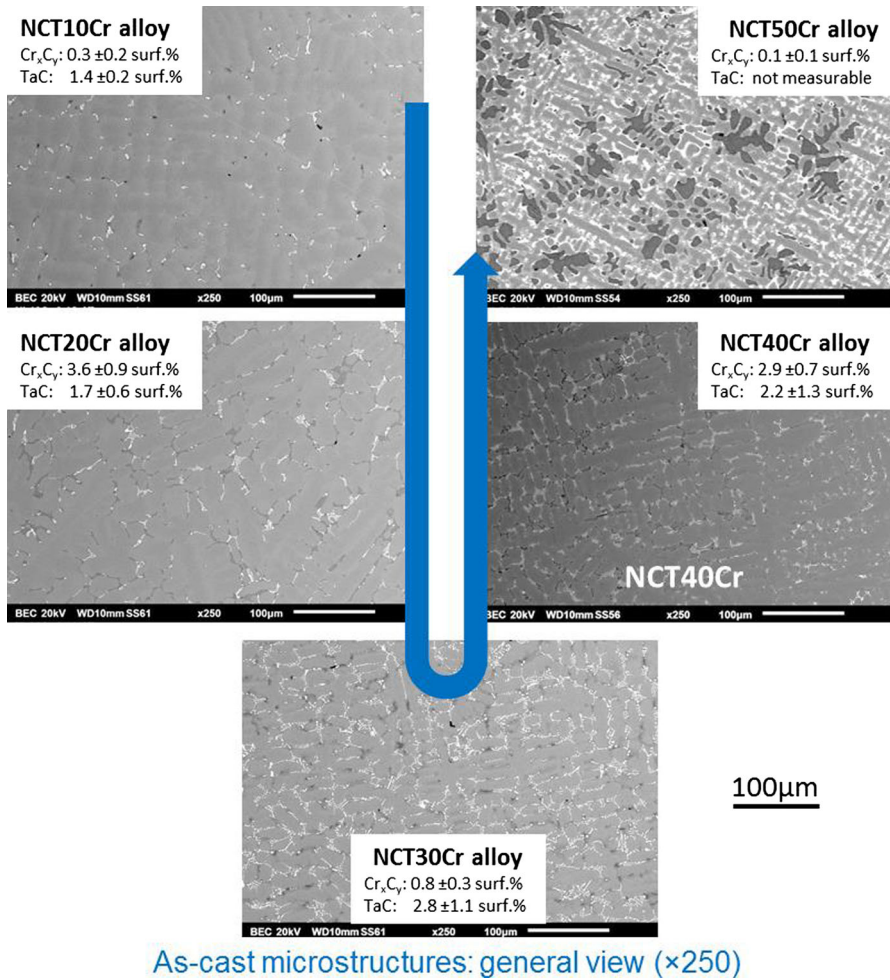 NCT10Cr alloy
CrₓCᵧ: 0.3 ±0.2 surf.%
TaC: 1.4 ±0.2 surf.%
BEC 20kV WD10mm SS61 x250 100µm
NCT20Cr alloy
CrₓCᵧ: 3.6 ±0.9 surf.%
TaC: 1.7 ±0.6 surf.%
BEC 20kV WD10mm SS61 x250 100µm
NCT30Cr alloy
CrₓCᵧ: 0.8 ±0.3 surf.%
TaC: 2.8 ±1.1 surf.%
BEC 20kV WD10mm SS61 x250 100µm
NCT40Cr alloy
CrₓCᵧ: 2.9 ±0.7 surf.%
TaC: 2.2 ±1.3 surf.%
NCT40Cr
BEC 20kV WD10mm SS56 x250 100µm
NCT50Cr alloy
CrₓCᵧ: 0.1 ±0.1 surf.%
TaC: not measurable
BEC 20kV WD10mm SS54 x250 100µm
100µm
As-cast microstructures: general view (×250)